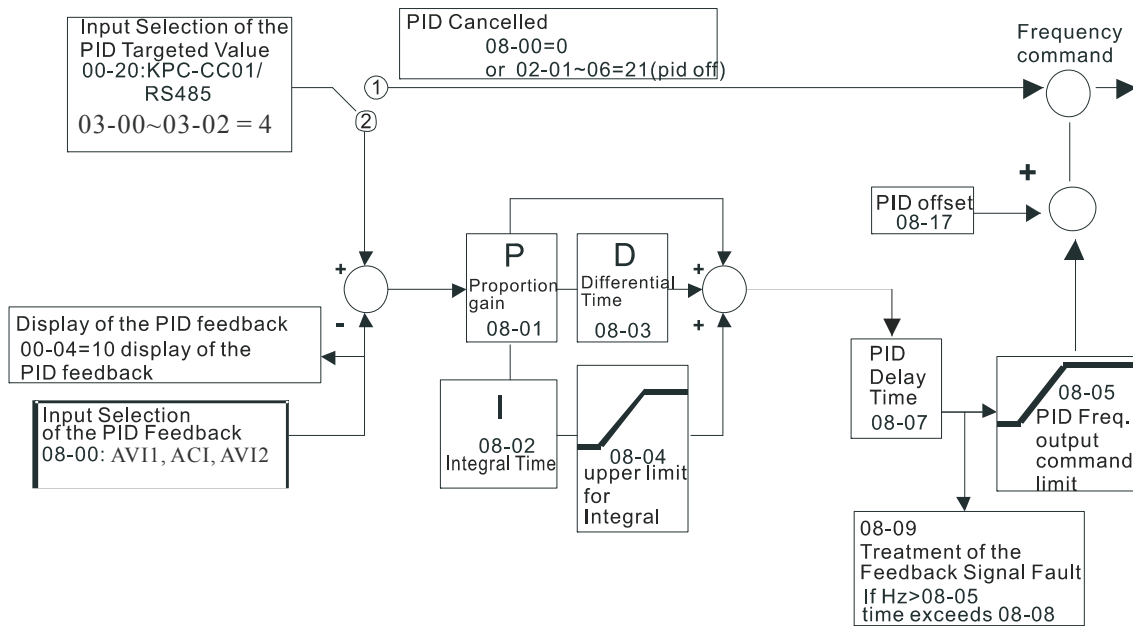 Input Selection of the
PID Targeted Value
00-20:KPC-CC01/
RS485
03-00~03-02 = 4
PID Cancelled
08-00=0
or 02-01~06=21(pid off)
Frequency
command
1
2
+
PID offset
08-17
+
-
P
Proportion
gain
08-01
D
Differential
Time
08-03
+
+
Display of the PID feedback
00-04=10 display of the
PID feedback
PID
Delay
Time
08-07
08-05
PID Freq.
output
command
limit
Input Selection
of the PID Feedback
08-00: AVI1, ACI, AVI2
I
08-02
Integral Time
08-04
upper limit
for
Integral
08-09
Treatment of the
Feedback Signal Fault
If Hz>08-05
time exceeds 08-08